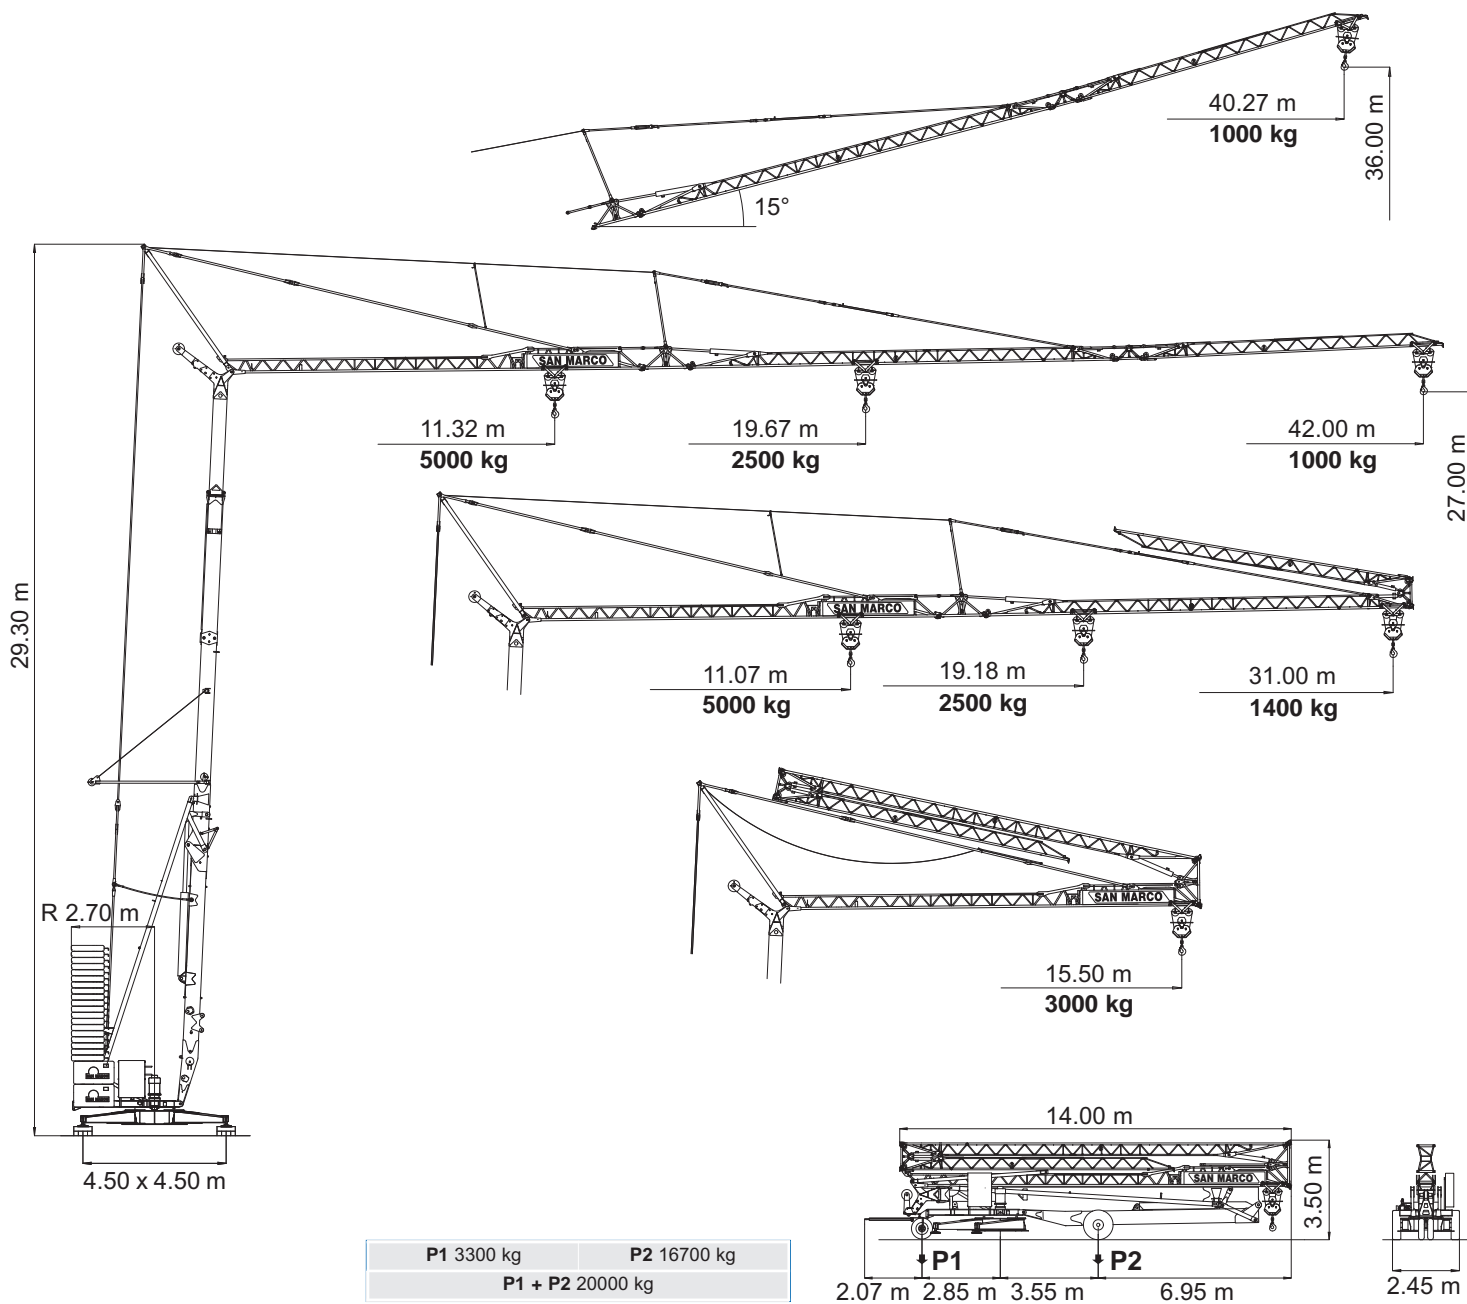 40.27 m
1000 kg
36.00 m
15°
SAN MARCO
11.32 m
5000 kg
19.67 m
2500 kg
42.00 m
1000 kg
27.00 m
29.30 m
SAN MARCO
11.07 m
5000 kg
19.18 m
2500 kg
31.00 m
1400 kg
R 2.70 m
SAN MARCO
15.50 m
3000 kg
4.50 x 4.50 m
14.00 m
SAN MARCO
3.50 m
P1
P2
2.07 m 2.85 m 3.55 m 6.95 m
2.45 m
P1 3300 kg P2 16700 kg
P1 + P2 20000 kg